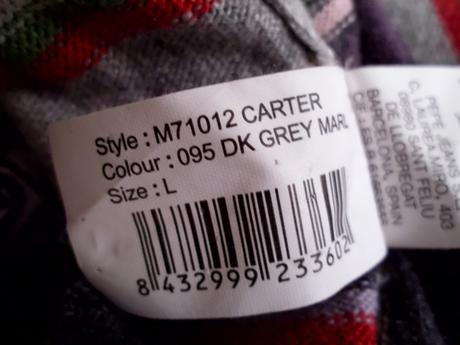 Style : M71012 CARTER
Colour : 095 DK GREY MARL
Size : L
8 432999 233602
PEPE JEANS S.L.
C. LAUREA MIRO, 403
08980 SANT FELIU
DE LLOBREGAT
BARCELONA, SPAIN